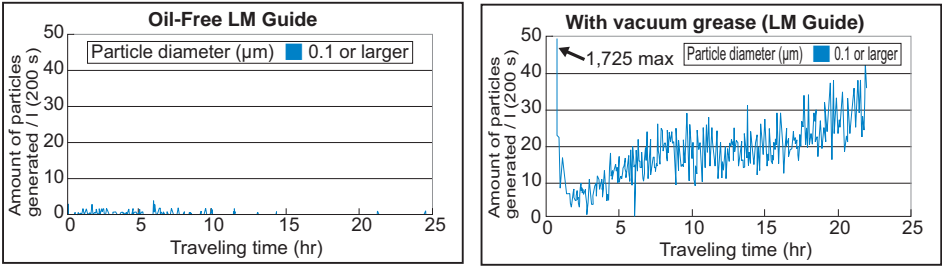 Oil-Free LM Guide
Amount of particles
generated / l (200 s)
50
40
30
20
10
0
Particle diameter (μm) 0.1 or larger
0 5 10 15 20 25
Traveling time (hr)
With vacuum grease (LM Guide)
Amount of particles
generated / l (200 s)
50
40
30
20
10
0
1,725 max
Particle diameter (μm) 0.1 or larger
0 5 10 15 20 25
Traveling time (hr)